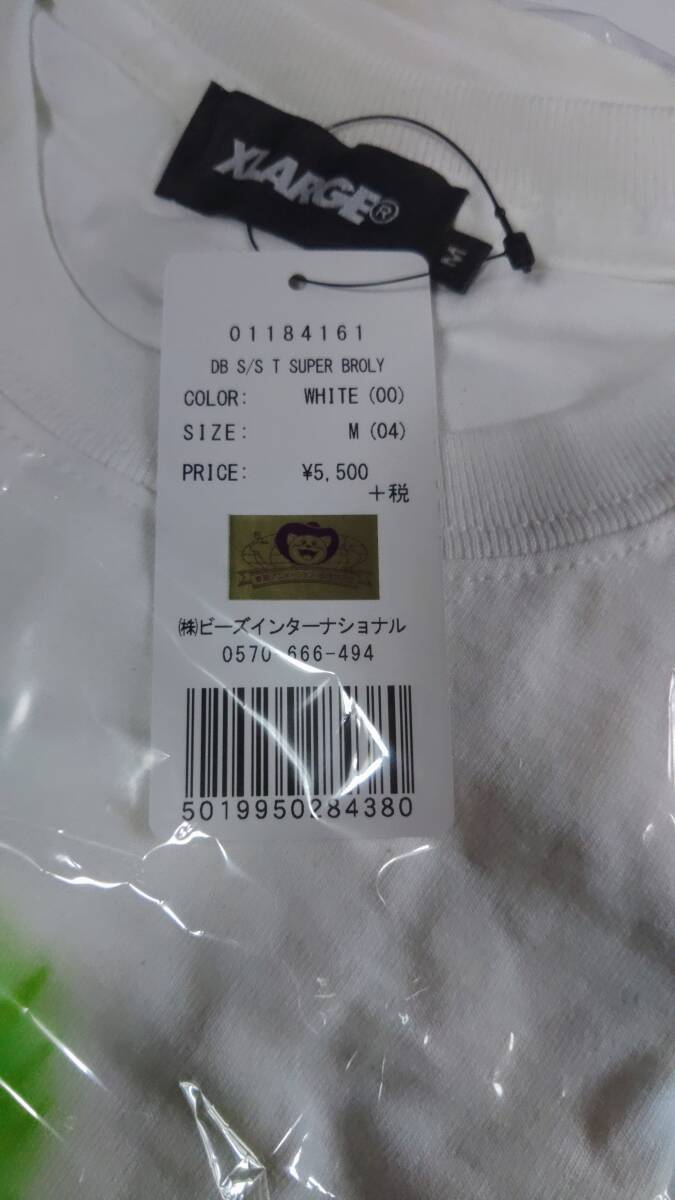 XLARGE®
M
01184161
DB S/S T SUPER BROLY
COLOR: WHITE (00)
SIZE: M (04)
PRICE: ¥5,500
+税
㈱ビーズインターナショナル
0570-666-494
5019950284380